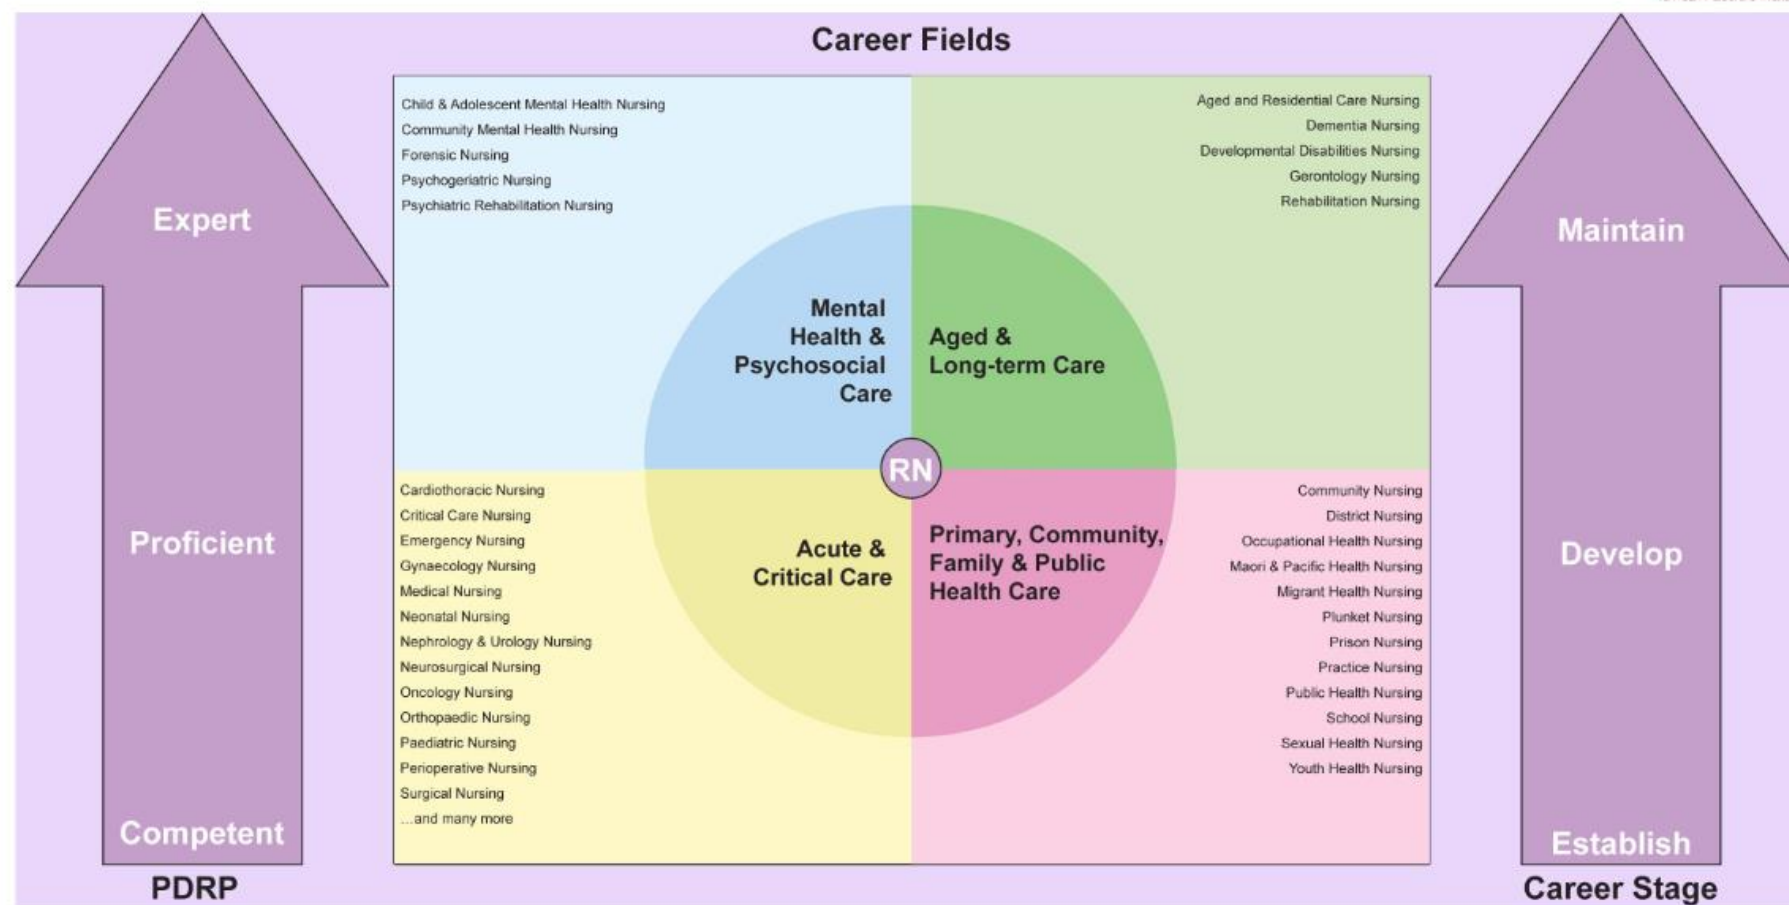 Career Fields
Expert
Proficient
Competent
PDRP
Child & Adolescent Mental Health Nursing
Community Mental Health Nursing
Forensic Nursing
Psychogeriatric Nursing
Psychiatric Rehabilitation Nursing
Mental
Health &
Psychosocial
Care
Aged and Residential Care Nursing
Dementia Nursing
Developmental Disabilities Nursing
Gerontology Nursing
Rehabilitation Nursing
Aged &
Long-term Care
RN
Cardiothoracic Nursing
Critical Care Nursing
Emergency Nursing
Gynaecology Nursing
Medical Nursing
Neonatal Nursing
Nephrology & Urology Nursing
Neurosurgical Nursing
Oncology Nursing
Orthopaedic Nursing
Paediatric Nursing
Perioperative Nursing
Surgical Nursing
...and many more
Acute &
Critical Care
Primary, Community,
Family & Public
Health Care
Community Nursing
District Nursing
Occupational Health Nursing
Maori & Pacific Health Nursing
Migrant Health Nursing
Plunket Nursing
Prison Nursing
Practice Nursing
Public Health Nursing
School Nursing
Sexual Health Nursing
Youth Health Nursing
Maintain
Develop
Establish
Career Stage